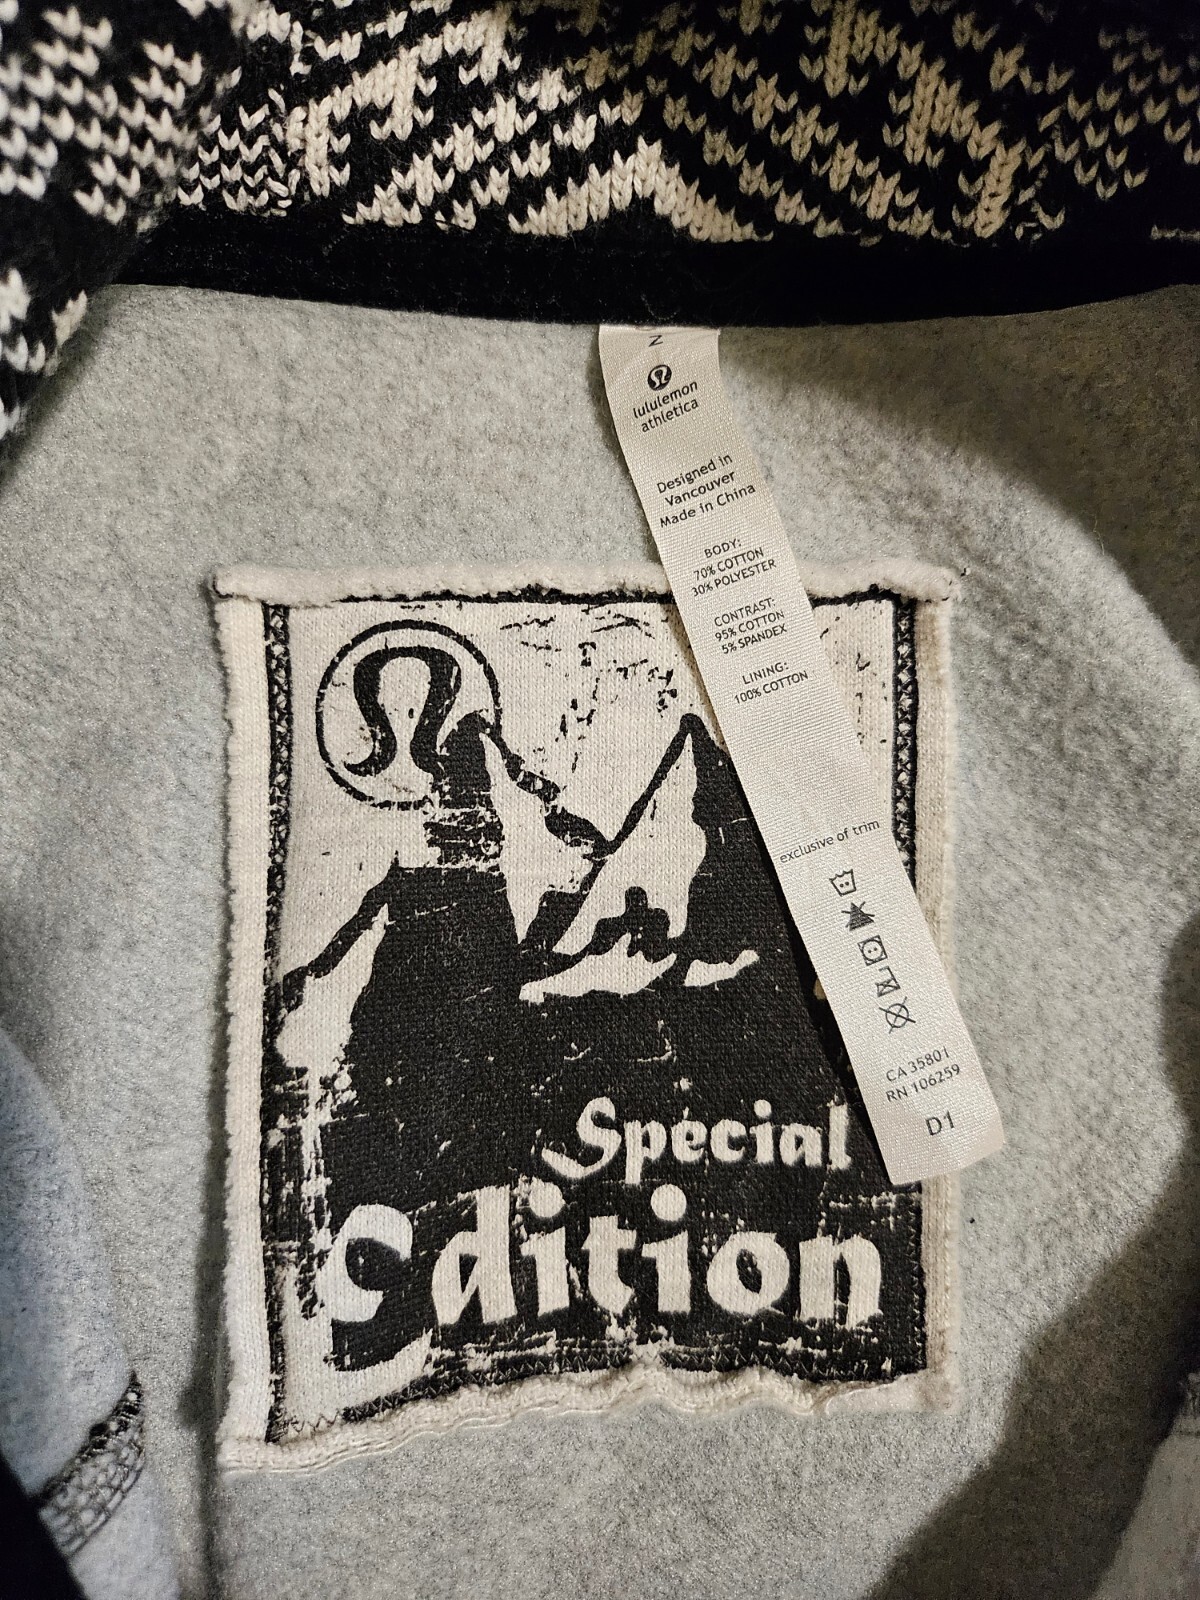 lululemon
athletica
Designed in
Vancouver
Made in China
BODY:
70% COTTON
30% POLYESTER
CONTRAST:
95% COTTON
5% SPANDEX
LINING:
100% COTTON
exclusive of trim
CA 35801
RN 106259
D1
Special
Edition